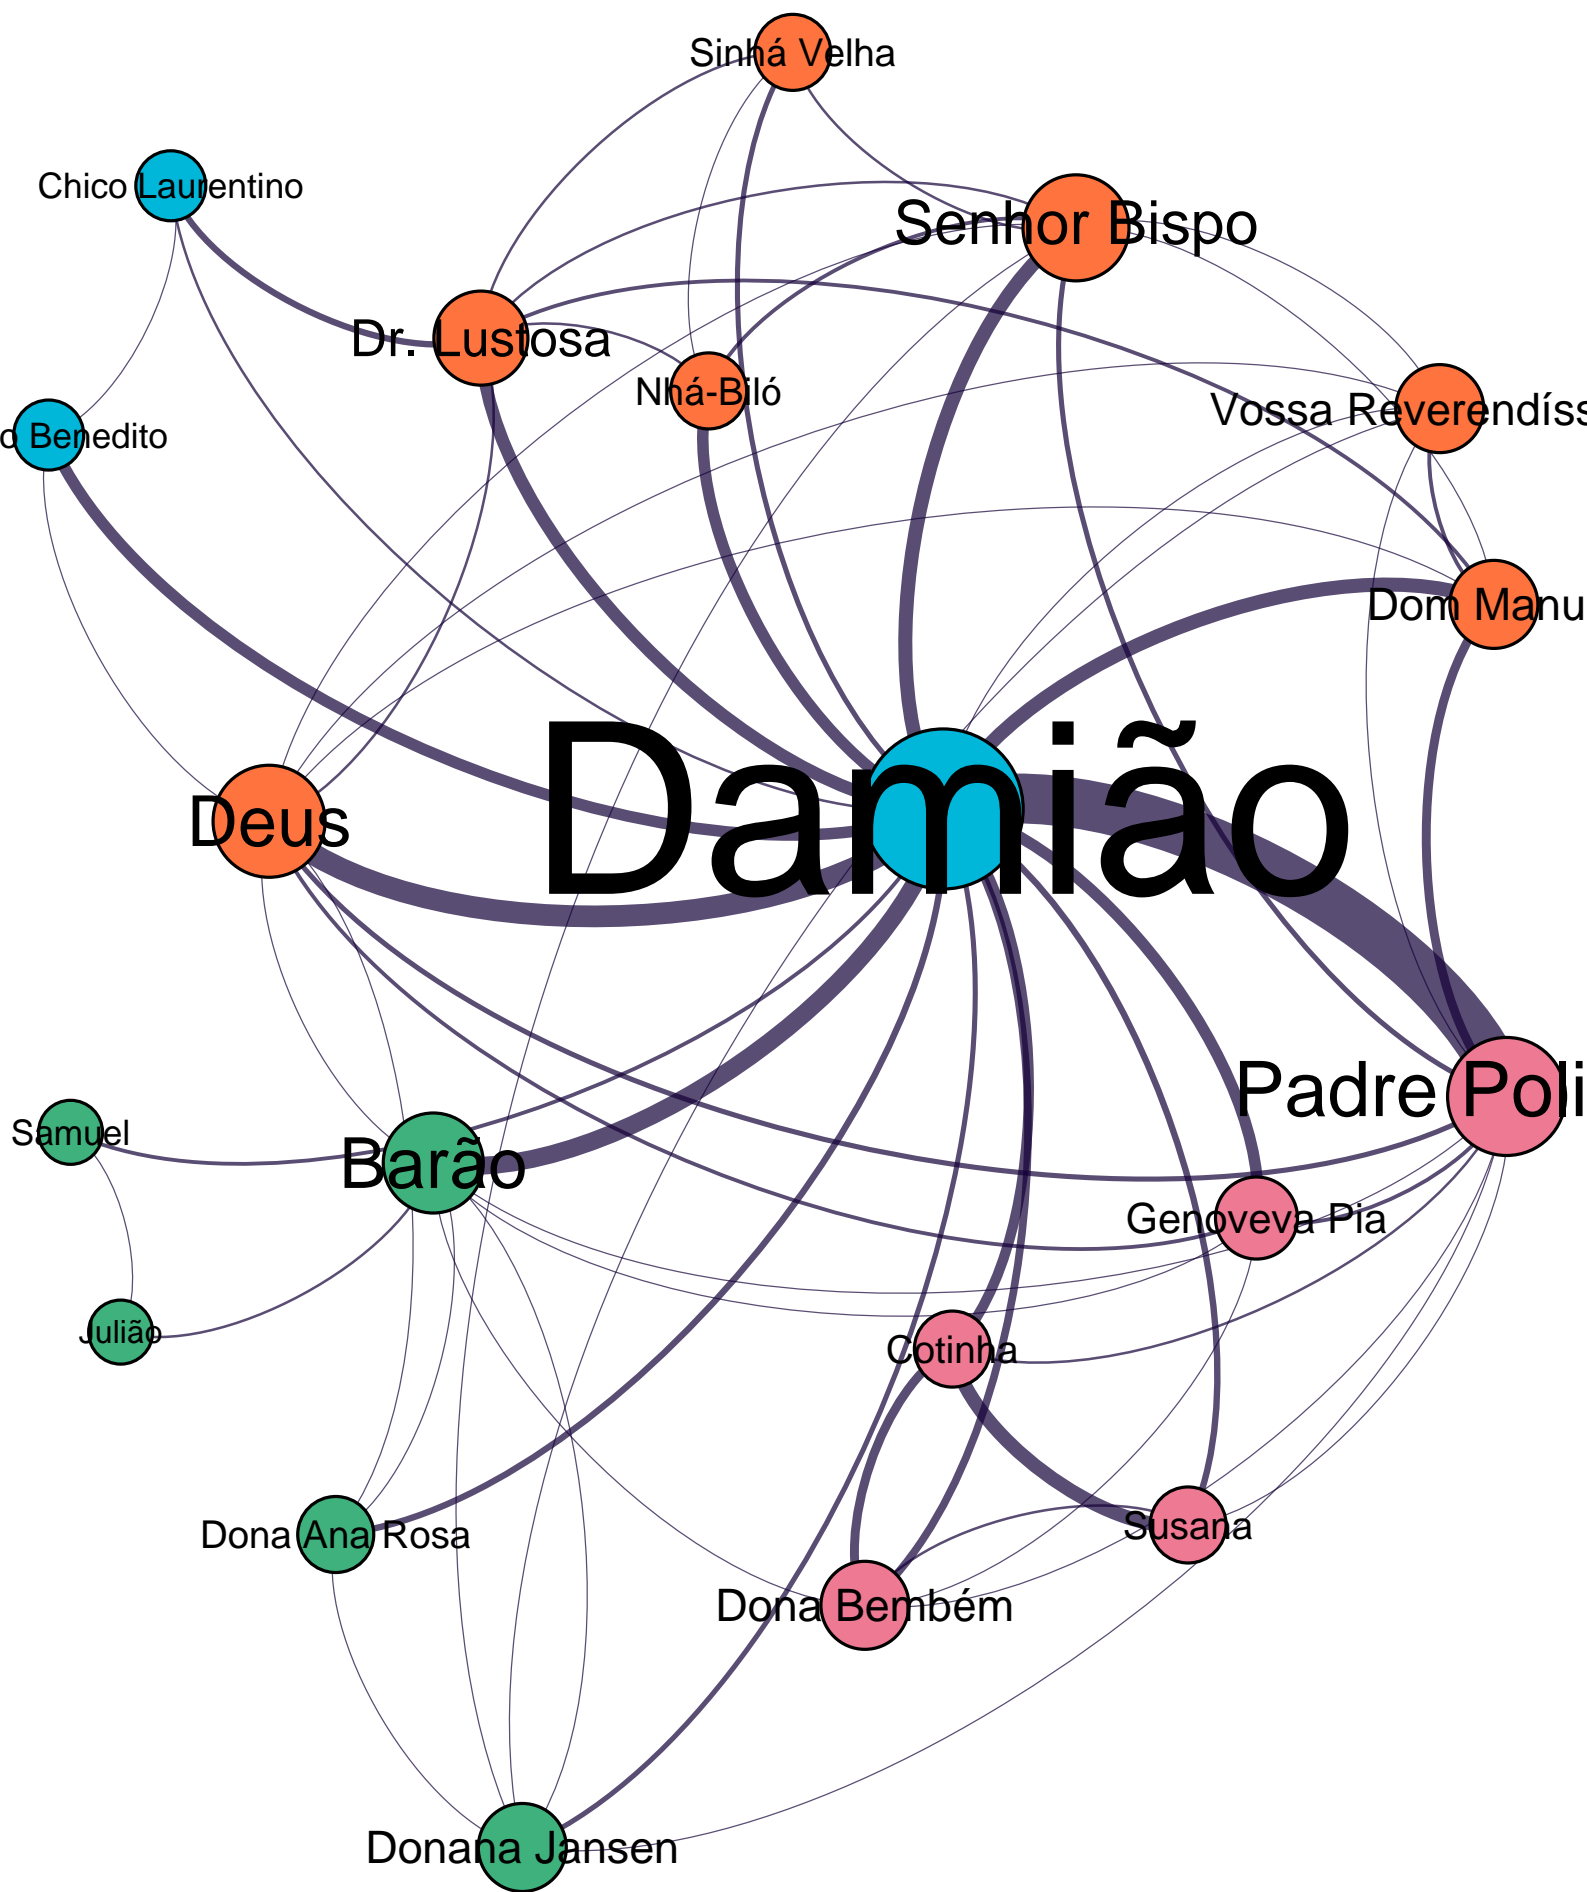 Sinhá Velha
Chico Laurentino
Senhor Bispo
Dr. Lustosa
Nhá-Biló
Vossa Reverendíss
o Benedito
Dom Manu
Damião
Deus
Padre Poli
Samuel
Barão
Genoveva Pia
Julião
Cotinha
Dona Ana Rosa
Susana
Dona Bembém
Donana Jansen